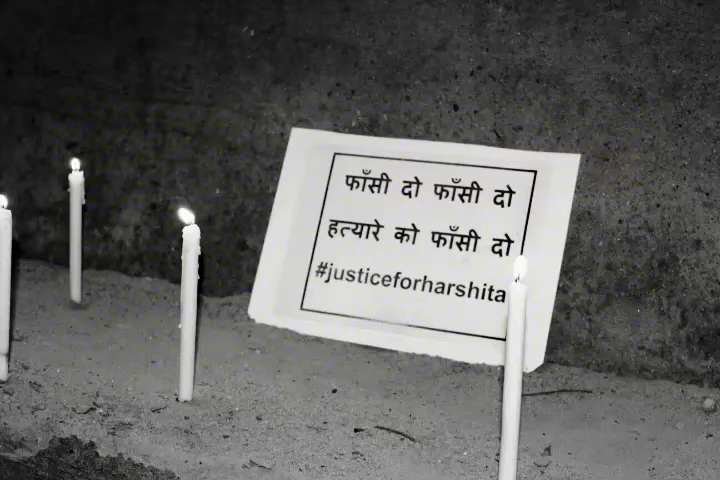 फाँसी दो फाँसी दो
हत्यारे को फाँसी दो
#justiceforharshita